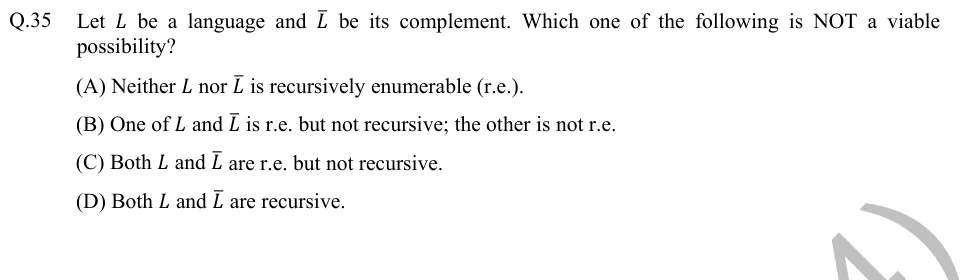 Q.35 Let L be a language and L̅ be its complement. Which one of the following is NOT a viable
possibility?
(A) Neither L nor L̅ is recursively enumerable (r.e.).
(B) One of L and L̅ is r.e. but not recursive; the other is not r.e.
(C) Both L and L̅ are r.e. but not recursive.
(D) Both L and L̅ are recursive.